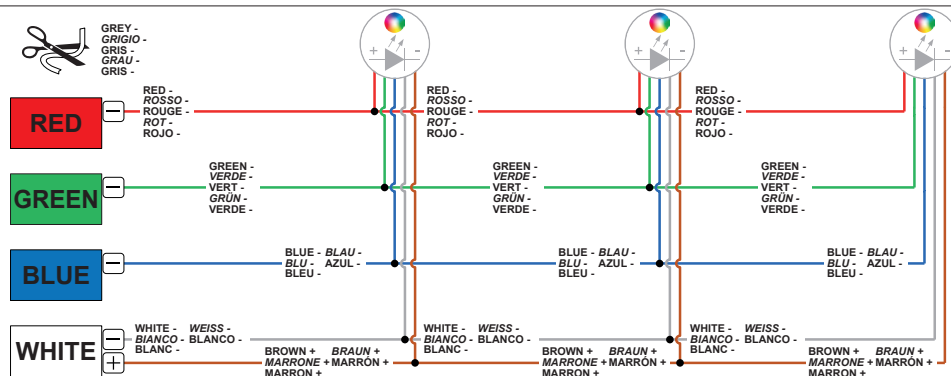 GREY -
GRIGIO -
GRIS -
GRAU -
GRIS -
+ -
+ -
+ -
RED
−
RED -
ROSSO -
ROUGE -
ROT -
ROJO -
RED -
ROSSO -
ROUGE -
ROT -
ROJO -
RED -
ROSSO -
ROUGE -
ROT -
ROJO -
GREEN
−
GREEN -
VERDE -
VERT -
GRÜN -
VERDE -
GREEN -
VERDE -
VERT -
GRÜN -
VERDE -
GREEN -
VERDE -
VERT -
GRÜN -
VERDE -
BLUE
−
BLUE - BLAU -
BLU - AZUL -
BLEU -
BLUE - BLAU -
BLU - AZUL -
BLEU -
BLUE - BLAU -
BLU - AZUL -
BLEU -
WHITE
−
+
WHITE - WEISS -
BIANCO - BLANCO -
BLANC -
BROWN + BRAUN +
MARRONE + MARRÓN +
MARRON +
WHITE - WEISS -
BIANCO - BLANCO -
BLANC -
BROWN + BRAUN +
MARRONE + MARRÓN +
MARRON +
WHITE - WEISS -
BIANCO - BLANCO -
BLANC -
BROWN + BRAUN +
MARRONE + MARRÓN +
MARRON +